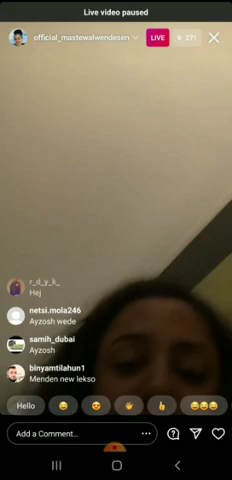 Live video paused
official_mastewalwendesen
LIVE
271
r_d_y_k_
Hej
netsi.mola246
Ayzosh wede
samih_dubai
Ayzosh
binyamtilahun1
Menden new lekso
Hello
Add a Comment...